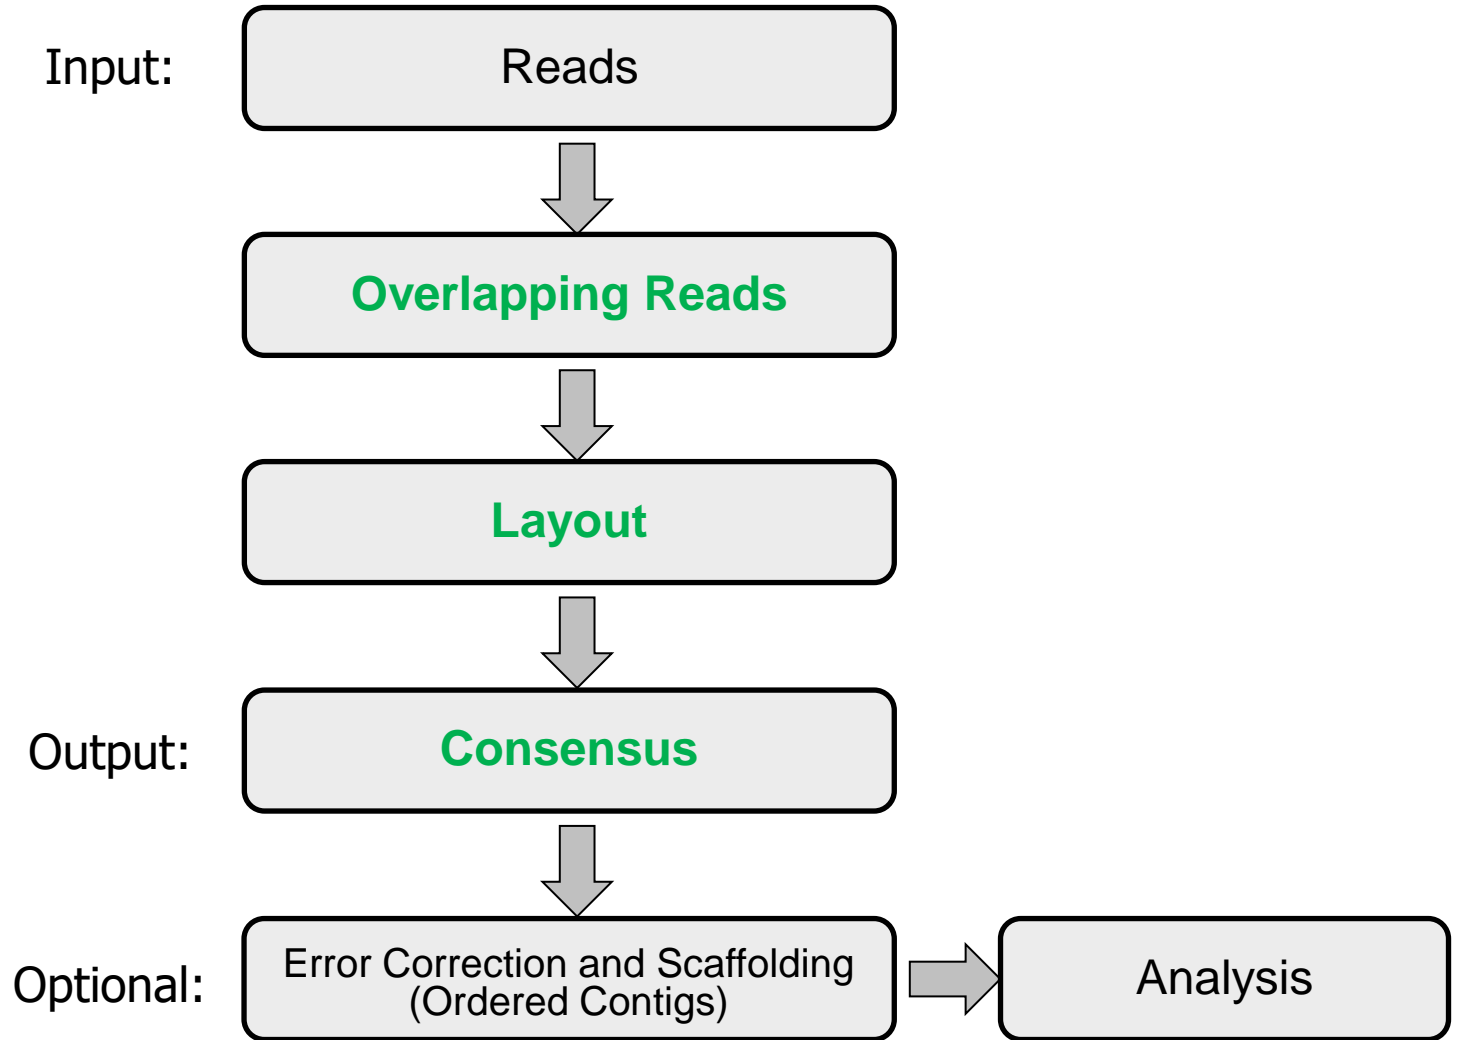 Input:
Reads
Overlapping Reads
Layout
Output:
Consensus
Optional:
Error Correction and Scaffolding
(Ordered Contigs)
Analysis